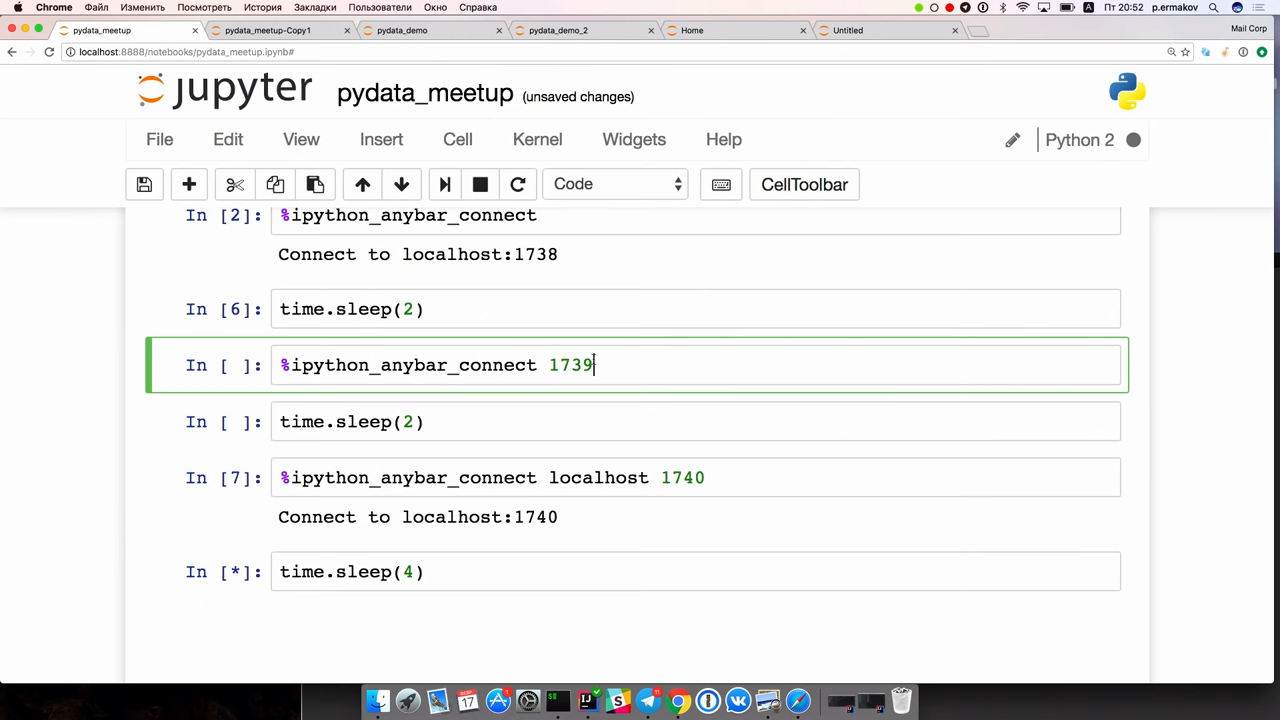 Chrome Файл Изменить Посмотреть История Закладки Пользователи Окно Справка A Пт 20:52 p.ermakov
pydata_meetup pydata_meetup-Copy1 pydata_demo pydata_demo_2 Home Untitled Mail Corp
localhost:8888/notebooks/pydata_meetup.ipynb#
jupyter pydata_meetup (unsaved changes)
File Edit View Insert Cell Kernel Widgets Help Python 2
Code CellToolbar
In [2]: %ipython_anybar_connect
Connect to localhost:1738
In [6]: time.sleep(2)
In [ ]: %ipython_anybar_connect 1739
In [ ]: time.sleep(2)
In [7]: %ipython_anybar_connect localhost 1740
Connect to localhost:1740
In [*]: time.sleep(4)